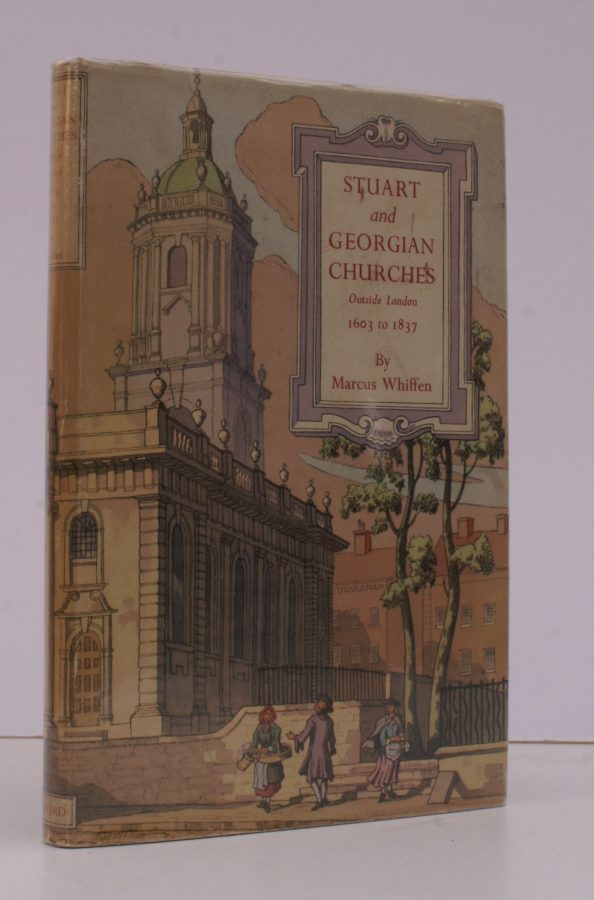 STUART
and
GEORGIAN
CHURCHES
Outside London
1603 to 1837
By
Marcus Whiffen